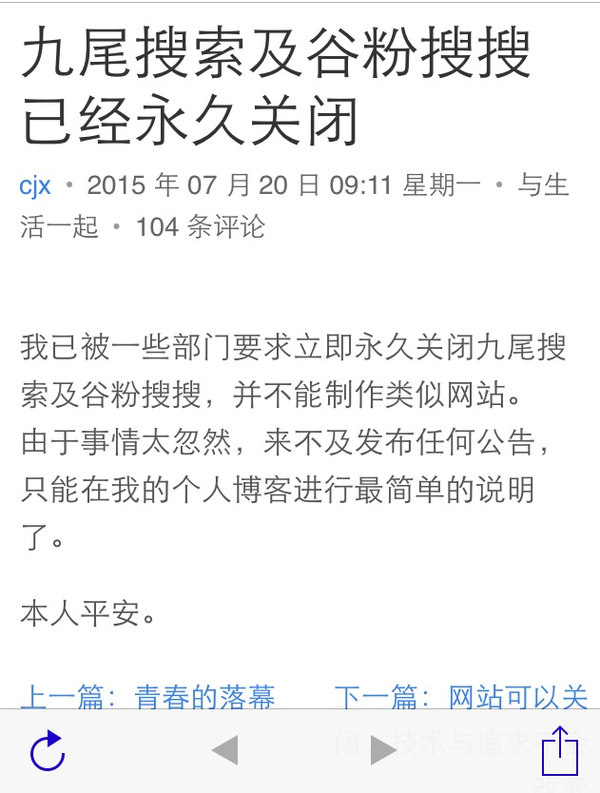 九尾搜索及谷粉搜搜
已经永久关闭
cjx • 2015 年 07 月 20 日 09:11 星期一 • 与生
活一起 • 104 条评论
我已被一些部门要求立即永久关闭九尾搜
索及谷粉搜搜，并不能制作类似网站。
由于事情太忽然，来不及发布任何公告，
只能在我的个人博客进行最简单的说明
了。
本人平安。
上一篇：青春的落幕 下一篇：网站可以关
闭，技术与追求